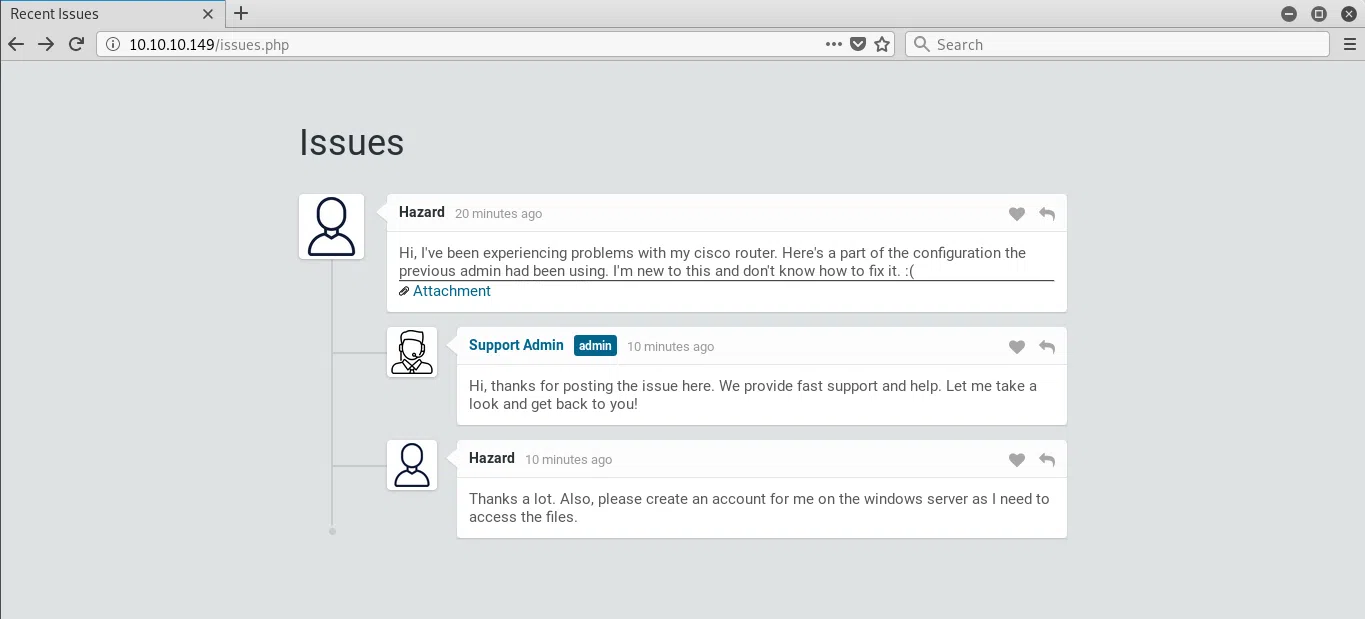 Recent Issues
10.10.10.149/issues.php
Search
Issues
Hazard 20 minutes ago
Hi, I've been experiencing problems with my cisco router. Here's a part of the configuration the
previous admin had been using. I'm new to this and don't know how to fix it. :(
Attachment
Support Admin admin 10 minutes ago
Hi, thanks for posting the issue here. We provide fast support and help. Let me take a
look and get back to you!
Hazard 10 minutes ago
Thanks a lot. Also, please create an account for me on the windows server as I need to
access the files.